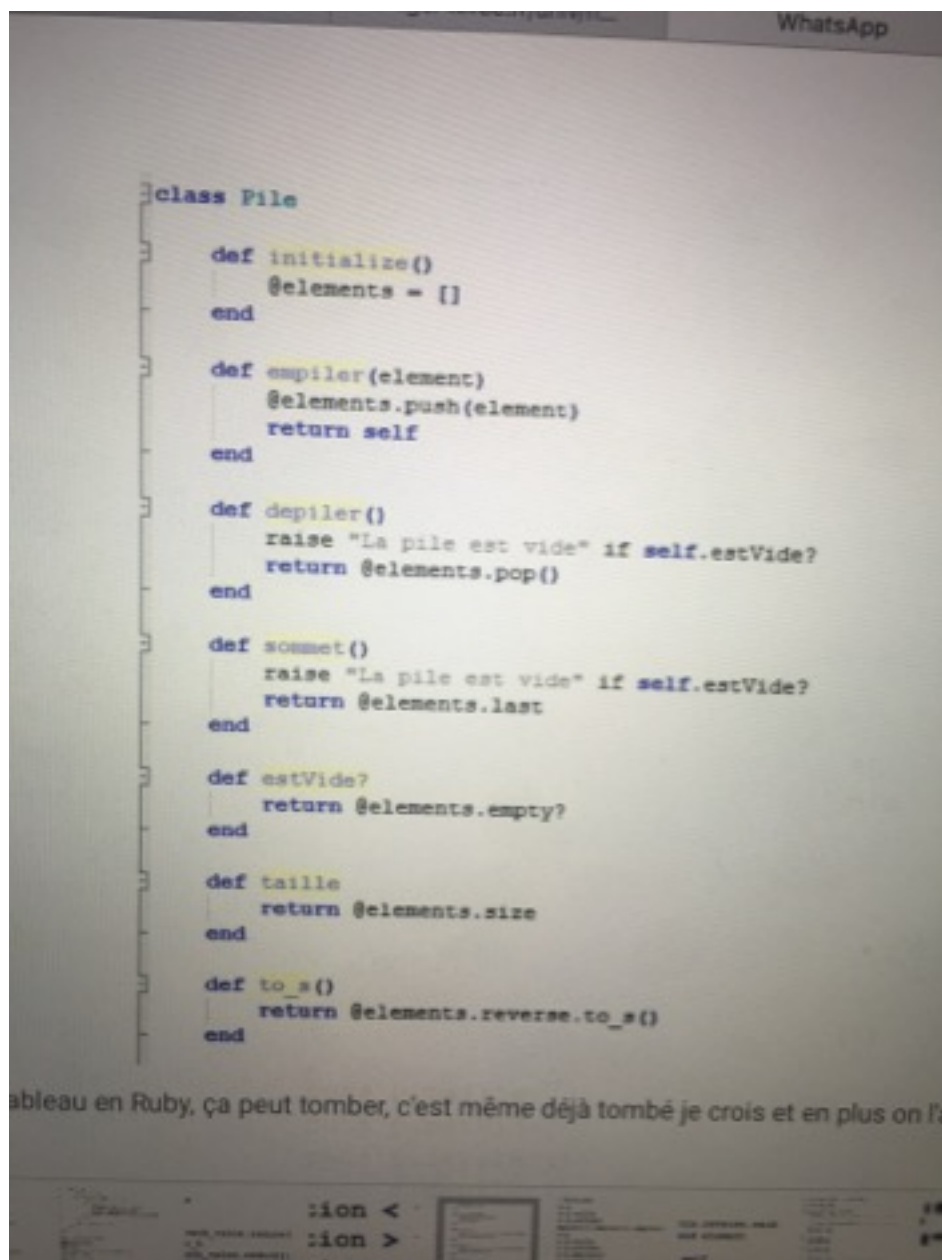 WhatsApp
class Pile
def initialize()
@elements = []
end
def empiler(element)
@elements.push(element)
return self
end
def depiler()
raise "La pile est vide" if self.estVide?
return @elements.pop()
end
def sommet()
raise "La pile est vide" if self.estVide?
return @elements.last
end
def estVide?
return @elements.empty?
end
def taille
return @elements.size
end
def to_s()
return @elements.reverse.to_s()
end
ableau en Ruby, ça peut tomber, c'est même déjà tombé je crois et en plus on l'a
:ion <
:ion >